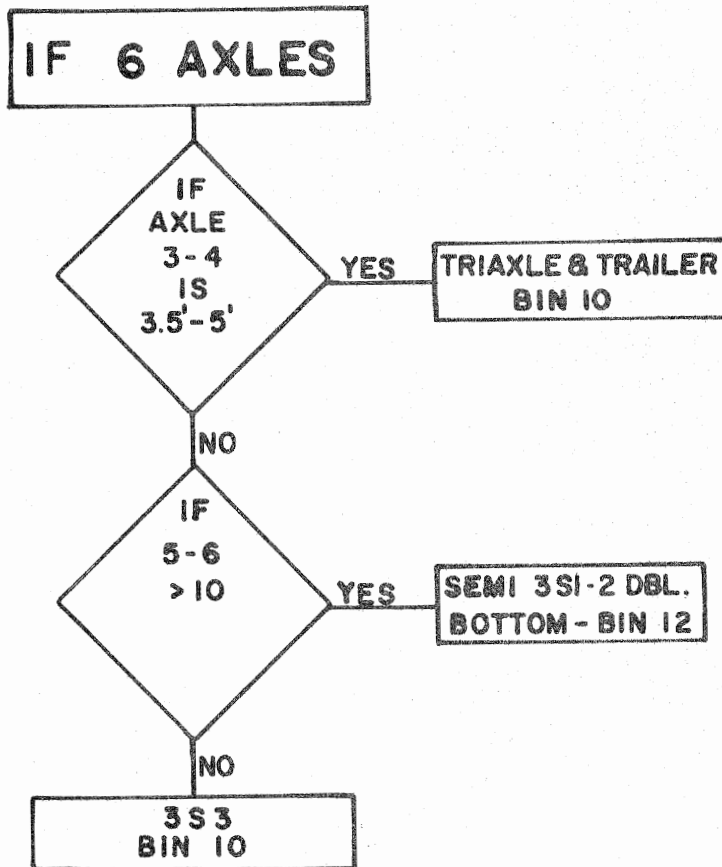 IF 6 AXLES
IF
AXLE
3-4
IS
3.5'-5'
YES
TRIAXLE & TRAILER
BIN 10
NO
IF
5-6
>10
YES
SEMI 3S1-2 DBL.
BOTTOM-BIN 12
NO
3S3
BIN 10